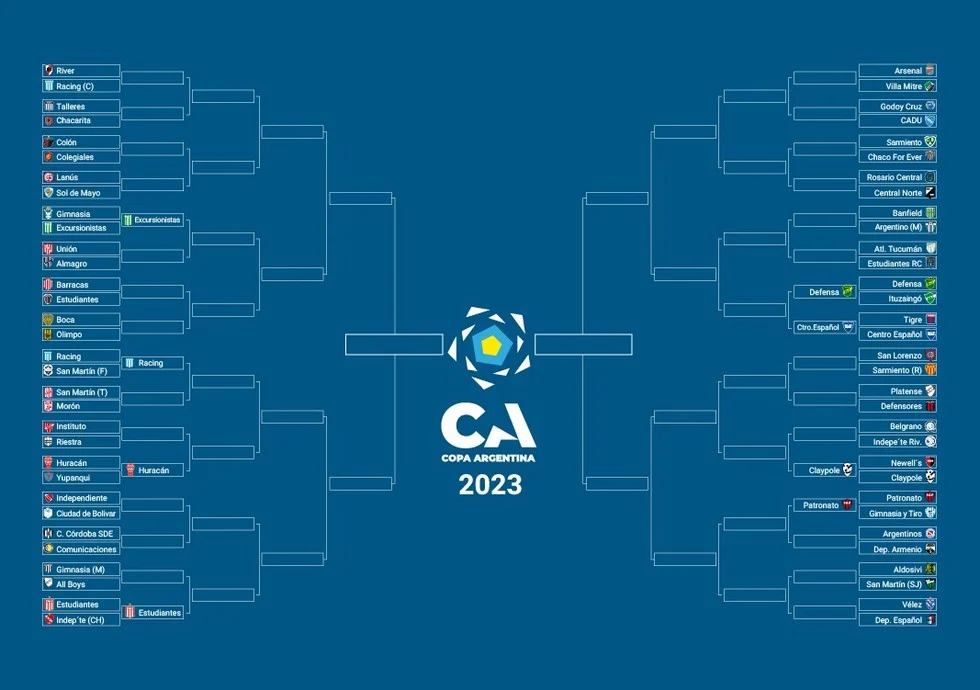 River
Racing (C)
Talleres
Chacarita
Colón
Colegiales
Lanús
Sol de Mayo
Gimnasia
Excursionistas
Excursionistas
Unión
Almagro
Barracas
Estudiantes
Boca
Olimpo
Racing
San Martín (F)
Racing
San Martín (T)
Morón
Instituto
Riestra
Huracán
Yupanqui
Huracán
Independiente
Ciudad de Bolivar
C. Córdoba SDE
Comunicaciones
Gimnasia (M)
All Boys
Estudiantes
Indep´te (CH)
Estudiantes
CA
COPA ARGENTINA
2023
Arsenal
Villa Mitre
Godoy Cruz
CADU
Sarmiento
Chaco For Ever
Rosario Central
Central Norte
Banfield
Argentino (M)
Atl. Tucumán
Estudiantes RC
Defensa
Defensa
Ituzaingó
Tigre
Ctro.Español
Centro Español
San Lorenzo
Sarmiento (R)
Platense
Defensores
Belgrano
Indepe´te Riv.
Newell´s
Claypole
Claypole
Patronato
Patronato
Gimnasia y Tiro
Argentinos
Dep. Armenio
Aldosivi
San Martín (SJ)
Vélez
Dep. Español